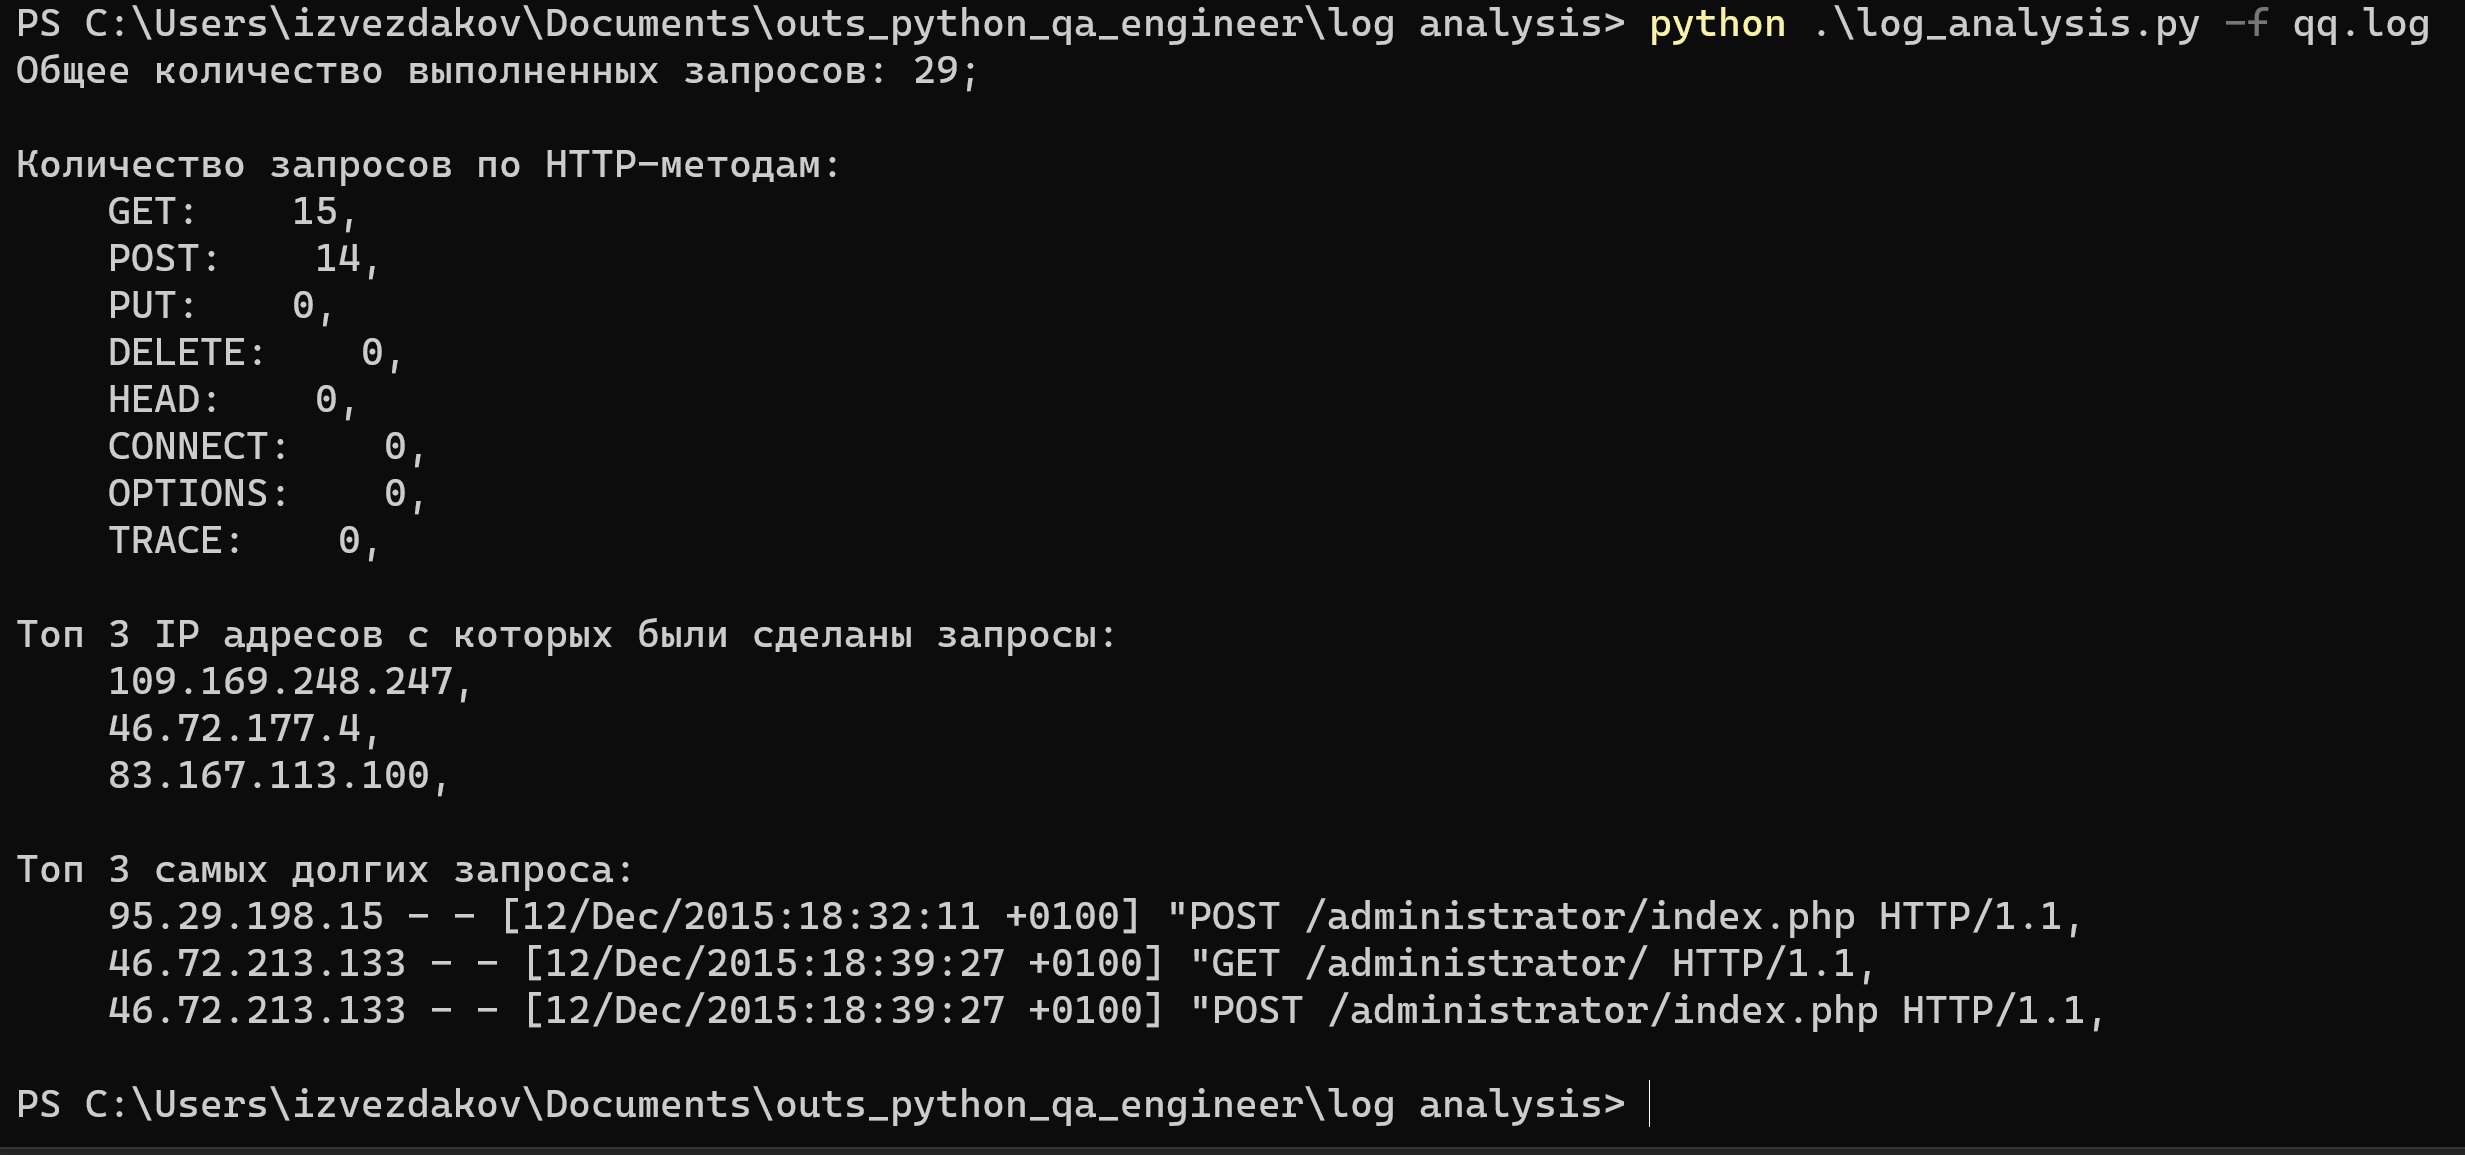 PS C:\Users\izvezdakov\Documents\outs_python_qa_engineer\log analysis> python .\log_analysis.py -f qq.log
Общее количество выполненных запросов: 29;
Количество запросов по HTTP-методам:
GET:    15,
POST:    14,
PUT:    0,
DELETE:    0,
HEAD:    0,
CONNECT:    0,
OPTIONS:    0,
TRACE:    0,
Топ 3 IP адресов с которых были сделаны запросы:
109.169.248.247,
46.72.177.4,
83.167.113.100,
Топ 3 самых долгих запроса:
95.29.198.15 - - [12/Dec/2015:18:32:11 +0100] "POST /administrator/index.php HTTP/1.1,
46.72.213.133 - - [12/Dec/2015:18:39:27 +0100] "GET /administrator/ HTTP/1.1,
46.72.213.133 - - [12/Dec/2015:18:39:27 +0100] "POST /administrator/index.php HTTP/1.1,
PS C:\Users\izvezdakov\Documents\outs_python_qa_engineer\log analysis>